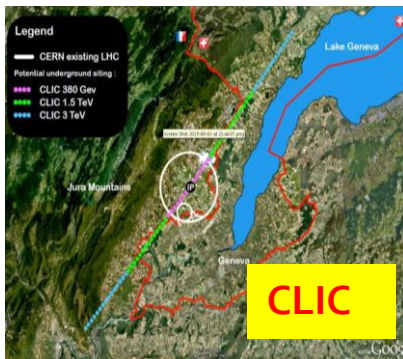 Legend
CERN existing LHC
Potential underground siting :
CLIC 380 Gev
CLIC 1.5 TeV
CLIC 3 TeV
Lake Geneva
Jura Mountains
IP
Geneva
CLIC